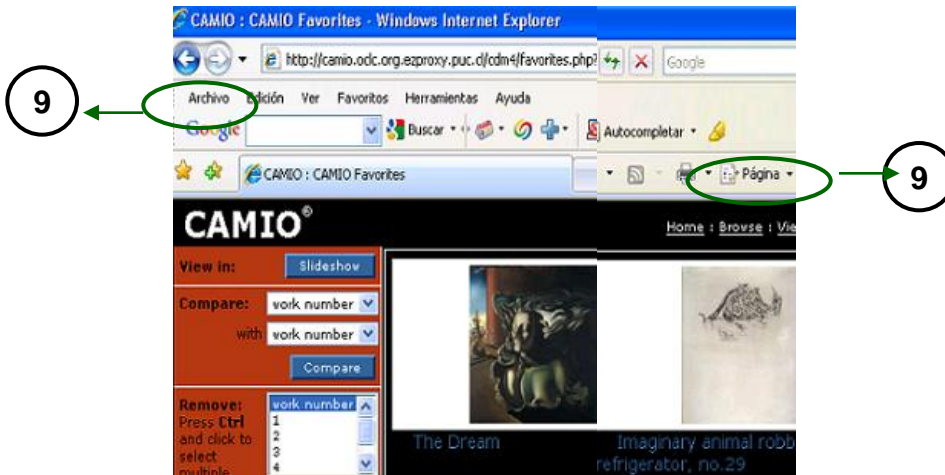 CAMIO : CAMIO Favorites - Windows Internet Explorer
http://camio.oclc.org.ezproxy.puc.cl/cdm4/favorites.php?
Google
9
Archivo Edición Ver Favoritos Herramientas Ayuda
Google
Buscar
Autocompletar
CAMIO : CAMIO Favorites
Página
9
CAMIO®
Home : Browse : Vie
View in: Slideshow
Compare: work number
with work number
Compare
Remove: work number
Press Ctrl 1
and click to 2
select 3
multiple 4
The Dream
Imaginary animal robb
refrigerator, no.29